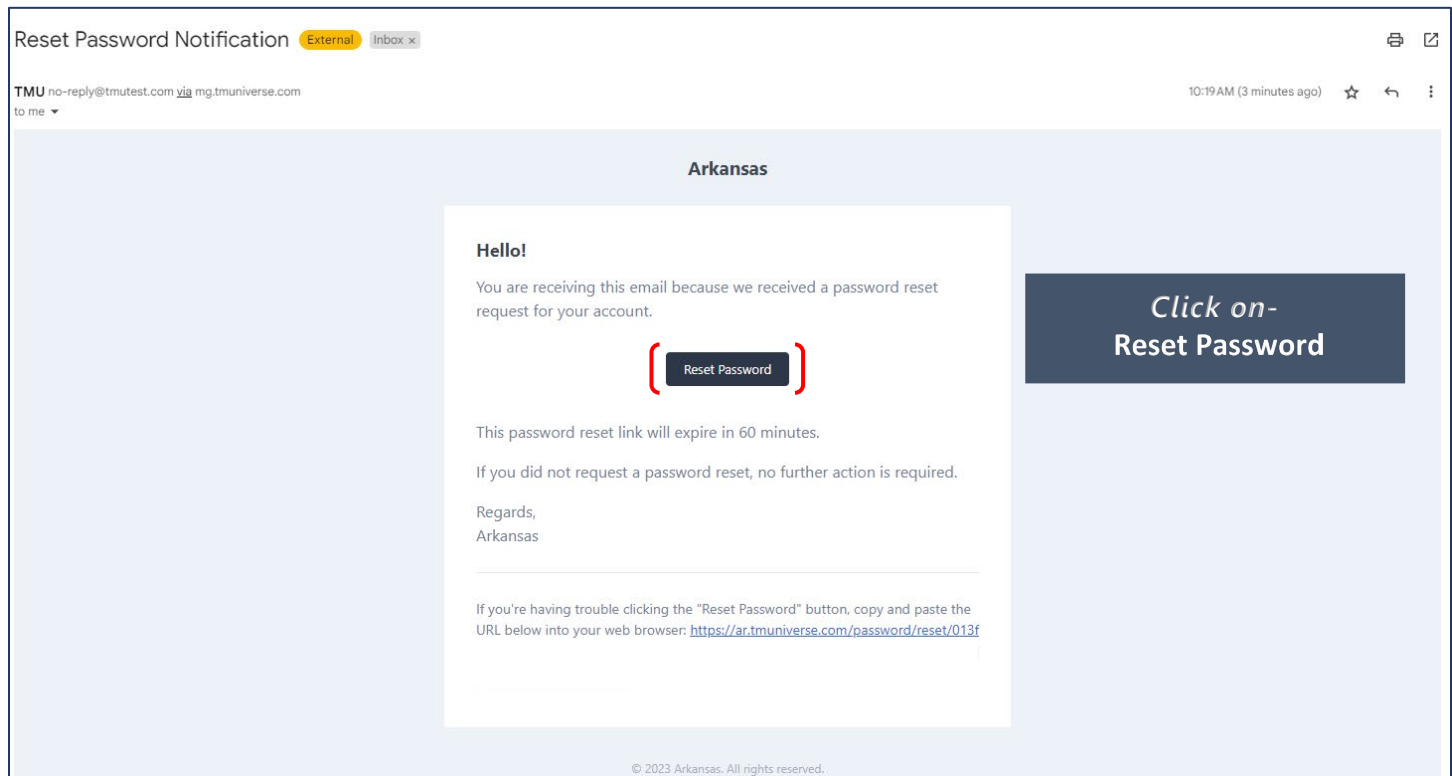 Reset Password Notification External Inbox ×
TMU no-reply@tmutest.com via mg.tmuniverse.com 10:19 AM (3 minutes ago)
to me
Arkansas
Hello!
You are receiving this email because we received a password reset
request for your account.
Click on-
Reset Password
Reset Password
This password reset link will expire in 60 minutes.
If you did not request a password reset, no further action is required.
Regards,
Arkansas
If you're having trouble clicking the "Reset Password" button, copy and paste the
URL below into your web browser: https://ar.tmuniverse.com/password/reset/013f
© 2023 Arkansas. All rights reserved.